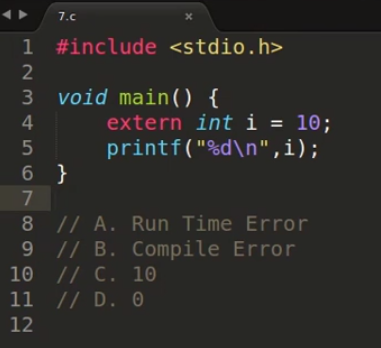 7.c ×
1 #include <stdio.h>
2
3 void main() {
4 extern int i = 10;
5 printf("%d\n",i);
6 }
7
8 // A. Run Time Error
9 // B. Compile Error
10 // C. 10
11 // D. 0
12